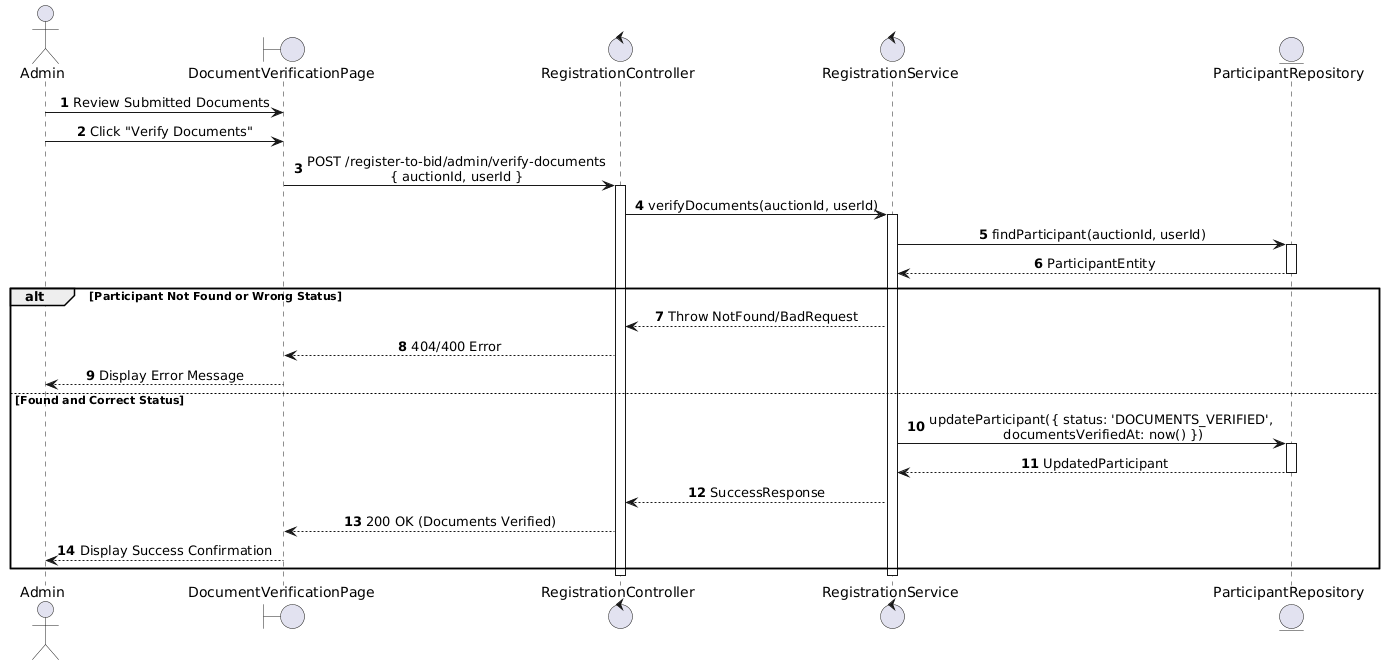 Admin
DocumentVerificationPage
RegistrationController
RegistrationService
ParticipantRepository
1 Review Submitted Documents
2 Click "Verify Documents"
3 POST /register-to-bid/admin/verify-documents
{ auctionId, userId }
4 verifyDocuments(auctionId, userId)
5 findParticipant(auctionId, userId)
6 ParticipantEntity
alt [Participant Not Found or Wrong Status]
7 Throw NotFound/BadRequest
8 404/400 Error
9 Display Error Message
[Found and Correct Status]
10 updateParticipant({ status: 'DOCUMENTS_VERIFIED',
documentsVerifiedAt: now() })
11 UpdatedParticipant
12 SuccessResponse
13 200 OK (Documents Verified)
14 Display Success Confirmation
Admin
DocumentVerificationPage
RegistrationController
RegistrationService
ParticipantRepository